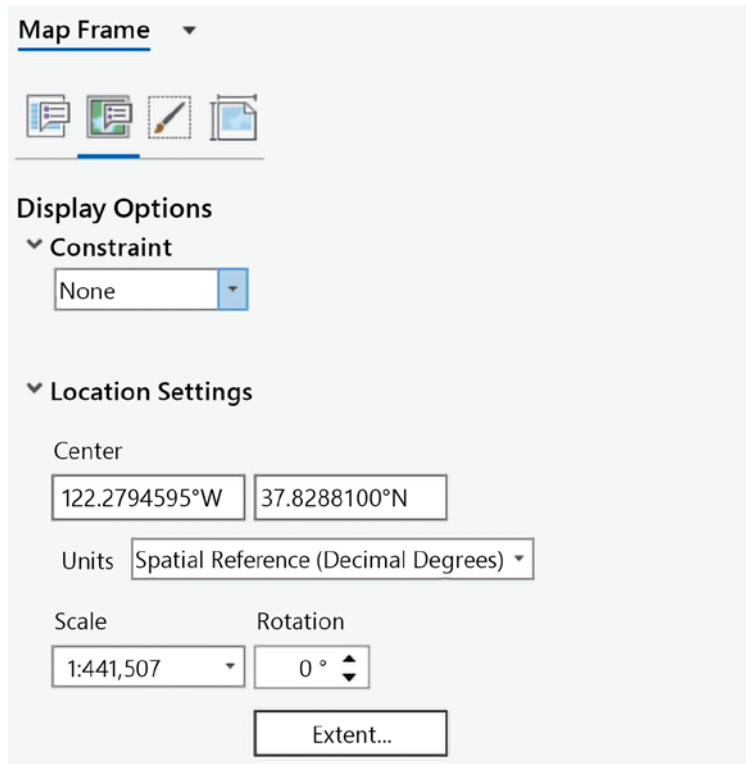 Map Frame
Display Options
Constraint
None
Location Settings
Center
122.2794595°W 37.8288100°N
Units Spatial Reference (Decimal Degrees)
Scale Rotation
1:441,507 0 °
Extent...